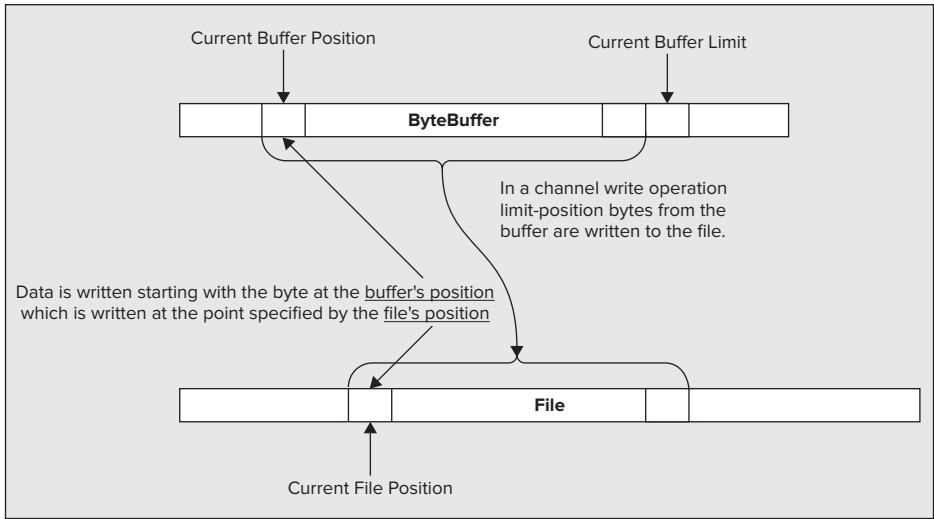 Current Buffer Position
Current Buffer Limit
ByteBuffer
In a channel write operation
limit-position bytes from the
buffer are written to the file.
Data is written starting with the byte at the buffer's position
which is written at the point specified by the file's position
File
Current File Position